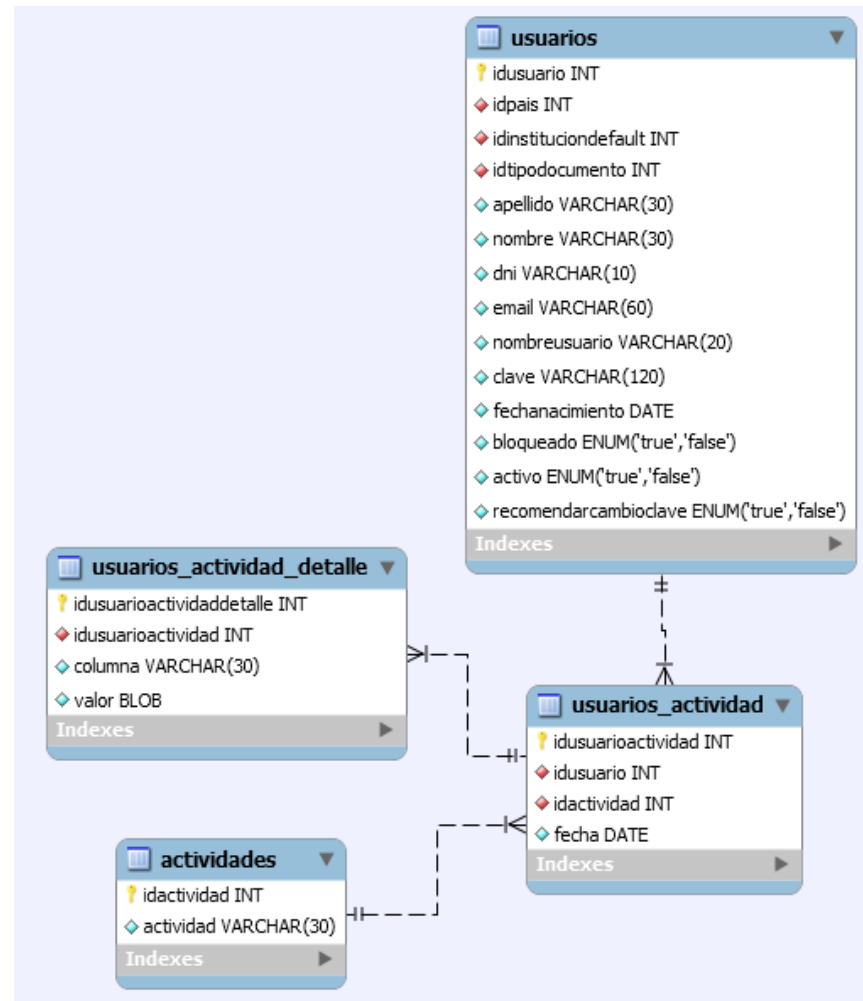 usuarios
idusuario INT
idpais INT
idinstituciondefault INT
idtipodocumento INT
apellido VARCHAR(30)
nombre VARCHAR(30)
dni VARCHAR(10)
email VARCHAR(60)
nombreusuario VARCHAR(20)
clave VARCHAR(120)
fechanacimiento DATE
bloqueado ENUM('true','false')
activo ENUM('true','false')
recomendarcambioclave ENUM('true','false')
Indexes
usuarios_actividad_detalle
idusuarioactividaddetalle INT
idusuarioactividad INT
columna VARCHAR(30)
valor BLOB
Indexes
usuarios_actividad
idusuarioactividad INT
idusuario INT
idactividad INT
fecha DATE
Indexes
actividades
idactividad INT
actividad VARCHAR(30)
Indexes